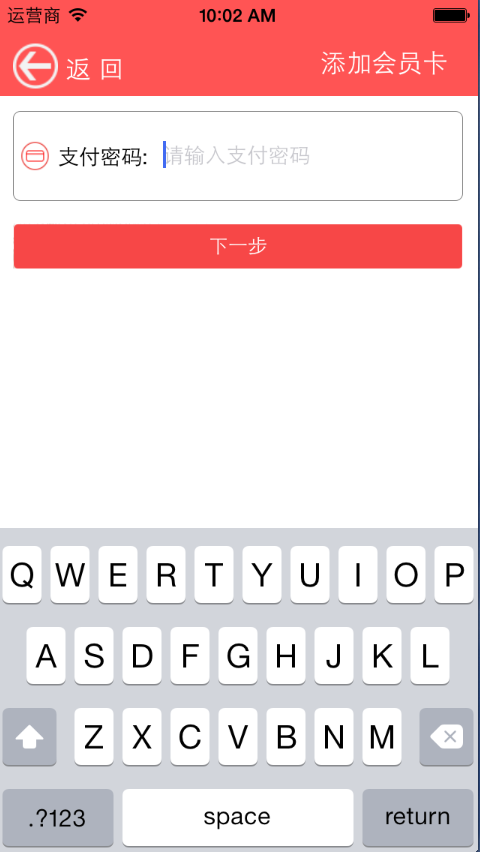 运营商 10:02 AM
返 回 添加会员卡
支付密码: 请输入支付密码
下一步
Q W E R T Y U I O P
A S D F G H J K L
Z X C V B N M
.?123 space return